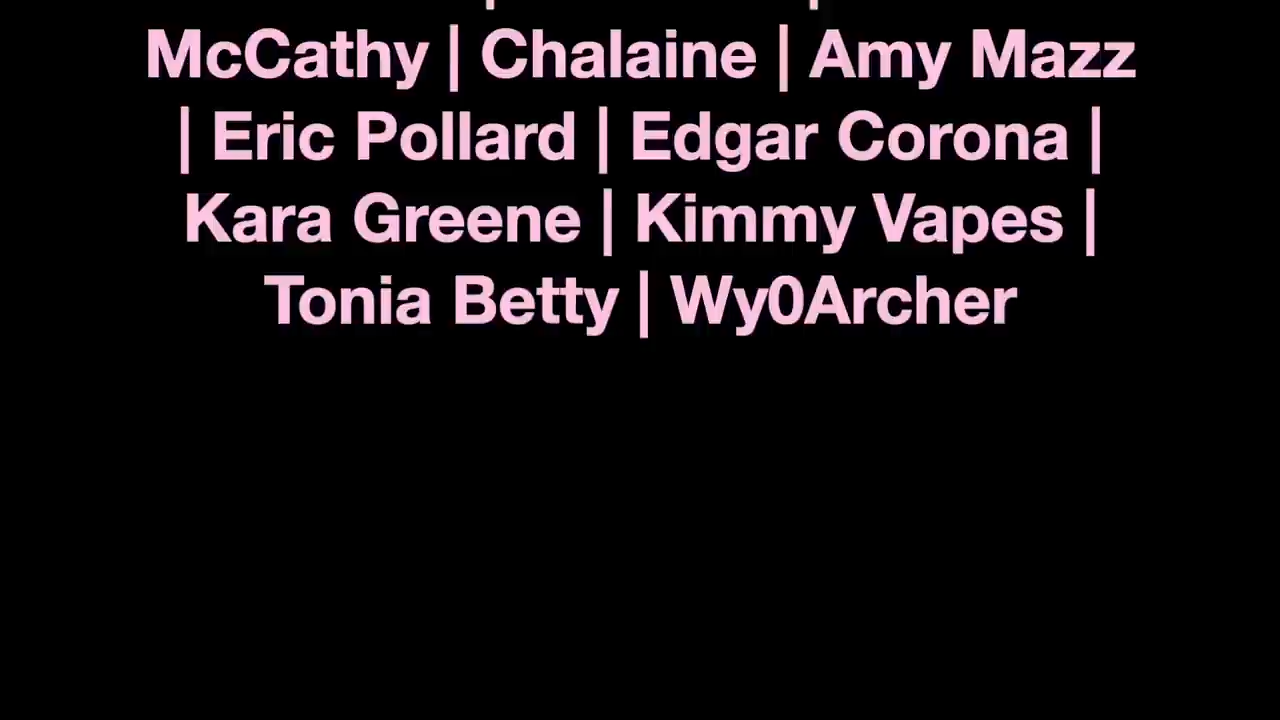 McCathy | Chalaine | Amy Mazz
| Eric Pollard | Edgar Corona |
Kara Greene | Kimmy Vapes |
Tonia Betty | Wy0Archer